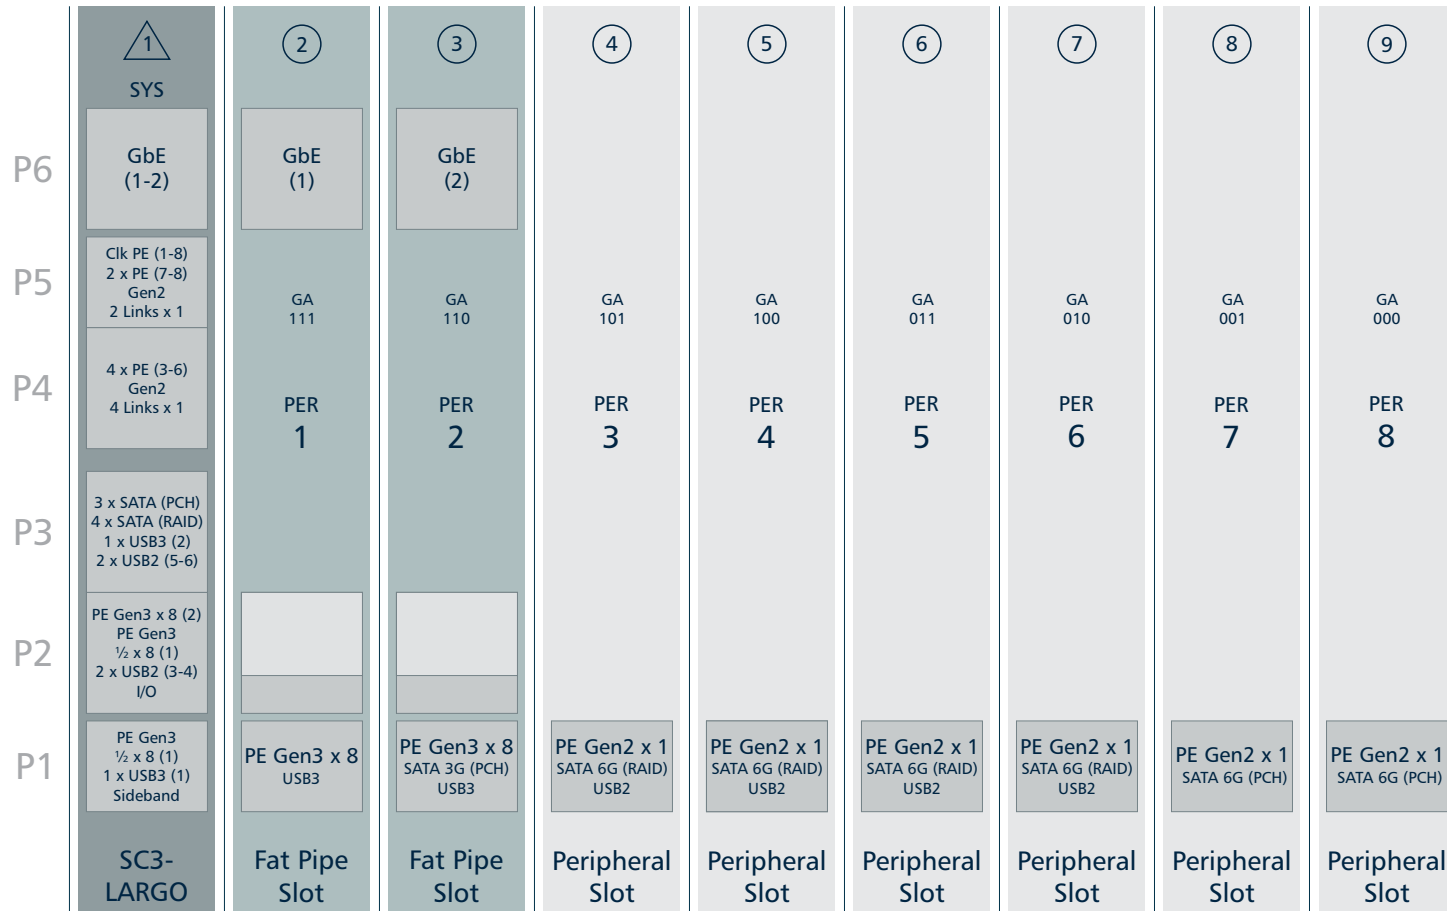 1
2
3
4
5
6
7
8
9
SYS
P6
GbE
(1-2)
GbE
(1)
GbE
(2)
P5
Clk PE (1-8)
2 x PE (7-8)
Gen2
2 Links x 1
GA
111
GA
110
GA
101
GA
100
GA
011
GA
010
GA
001
GA
000
P4
4 x PE (3-6)
Gen2
4 Links x 1
PER
1
PER
2
PER
3
PER
4
PER
5
PER
6
PER
7
PER
8
P3
3 x SATA (PCH)
4 x SATA (RAID)
1 x USB3 (2)
2 x USB2 (5-6)
P2
PE Gen3 x 8 (2)
PE Gen3
½ x 8 (1)
2 x USB2 (3-4)
I/O
P1
PE Gen3
½ x 8 (1)
1 x USB3 (1)
Sideband
PE Gen3 x 8
USB3
PE Gen3 x 8
SATA 3G (PCH)
USB3
PE Gen2 x 1
SATA 6G (RAID)
USB2
PE Gen2 x 1
SATA 6G (RAID)
USB2
PE Gen2 x 1
SATA 6G (RAID)
USB2
PE Gen2 x 1
SATA 6G (RAID)
USB2
PE Gen2 x 1
SATA 6G (PCH)
PE Gen2 x 1
SATA 6G (PCH)
SC3-
LARGO
Fat Pipe
Slot
Fat Pipe
Slot
Peripheral
Slot
Peripheral
Slot
Peripheral
Slot
Peripheral
Slot
Peripheral
Slot
Peripheral
Slot